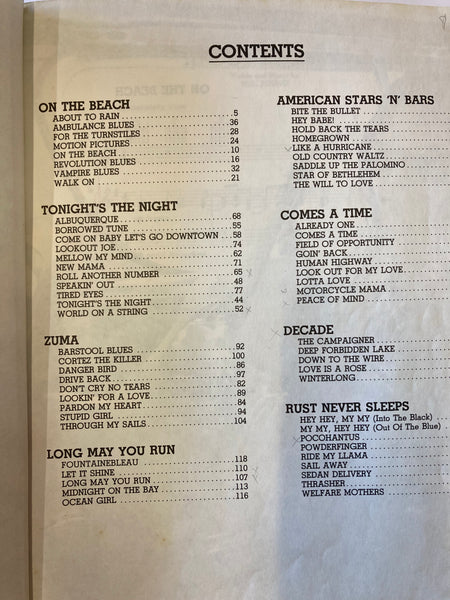 CONTENTS
ON THE BEACH
ABOUT TO RAIN 5
AMBULANCE BLUES 36
FOR THE TURNSTILES 28
MOTION PICTURES 24
ON THE BEACH 10
REVOLUTION BLUES 16
VAMPIRE BLUES 32
WALK ON 21
TONIGHT'S THE NIGHT
ALBUQUERQUE 68
BORROWED TUNE 55
COME ON BABY LET'S GO DOWNTOWN 58
LOOKOUT JOE 74
MELLOW MY MIND 62
NEW MAMA 71
ROLL ANOTHER NUMBER 65
SPEAKIN' OUT 48
TIRED EYES 77
TONIGHT'S THE NIGHT 44
WORLD ON A STRING 52
ZUMA
BARSTOOL BLUES 92
CORTEZ THE KILLER 100
DANGER BIRD 86
DRIVE BACK 97
DON'T CRY NO TEARS 82
LOOKIN' FOR A LOVE 89
PARDON MY HEART 84
STUPID GIRL 94
THROUGH MY SAILS 104
LONG MAY YOU RUN
FOUNTAINEBLEAU 118
LET IT SHINE 110
LONG MAY YOU RUN 107
MIDNIGHT ON THE BAY 113
OCEAN GIRL 116
AMERICAN STARS 'N' BARS
BITE THE BULLET
HEY BABE!
HOLD BACK THE TEARS
HOMEGROWN
LIKE A HURRICANE
OLD COUNTRY WALTZ
SADDLE UP THE PALOMINO
STAR OF BETHLEHEM
THE WILL TO LOVE
COMES A TIME
ALREADY ONE
COMES A TIME
FIELD OF OPPORTUNITY
GOIN' BACK
HUMAN HIGHWAY
LOOK OUT FOR MY LOVE
LOTTA LOVE
MOTORCYCLE MAMA
PEACE OF MIND
DECADE
THE CAMPAIGNER
DEEP FORBIDDEN LAKE
DOWN TO THE WIRE
LOVE IS A ROSE
WINTERLONG
RUST NEVER SLEEPS
HEY HEY, MY MY (Into The Black)
MY MY, HEY HEY (Out Of The Blue)
POCOHANTUS
POWDERFINGER
RIDE MY LLAMA
SAIL AWAY
SEDAN DELIVERY
THRASHER
WELFARE MOTHERS